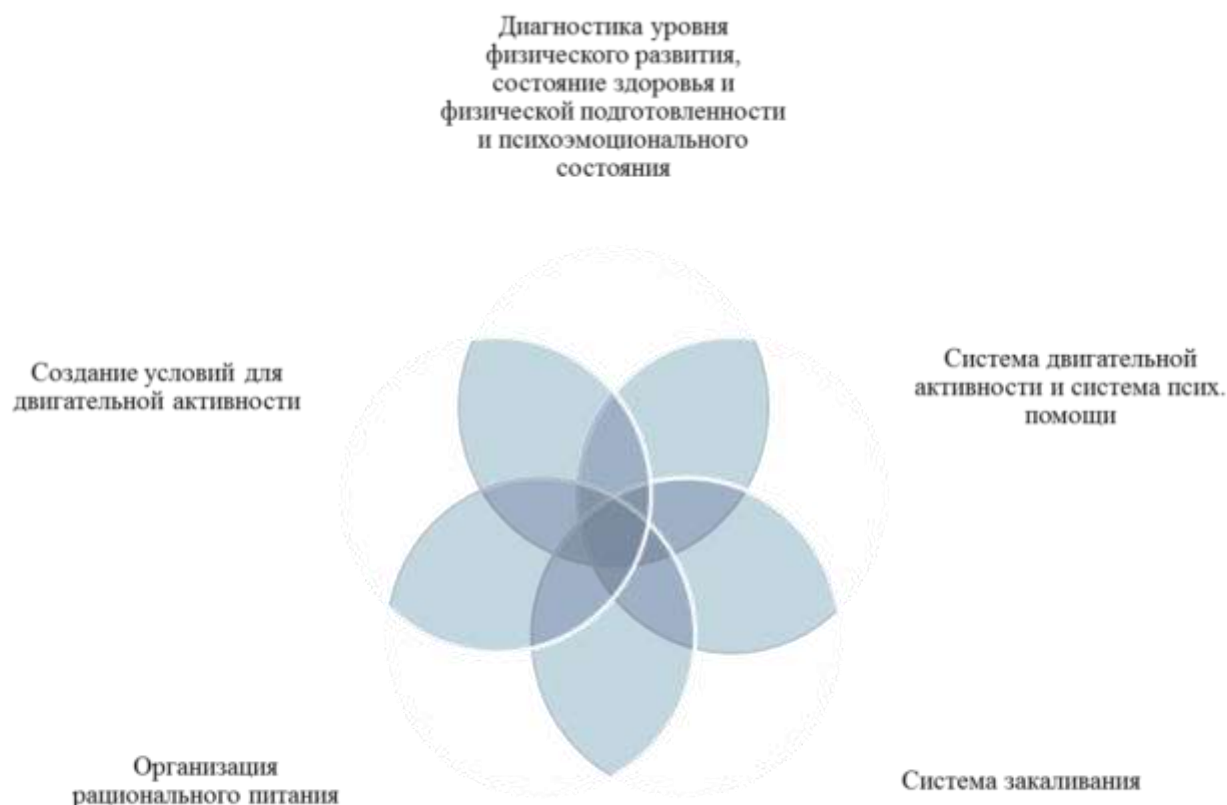 Диагностика уровня
физического развития,
состояние здоровья и
физической подготовленности
и психоэмоционального
состояния
Создание условий для
двигательной активности
Система двигательной
активности и система псих.
помощи
Организация
рационального питания
Система закаливания